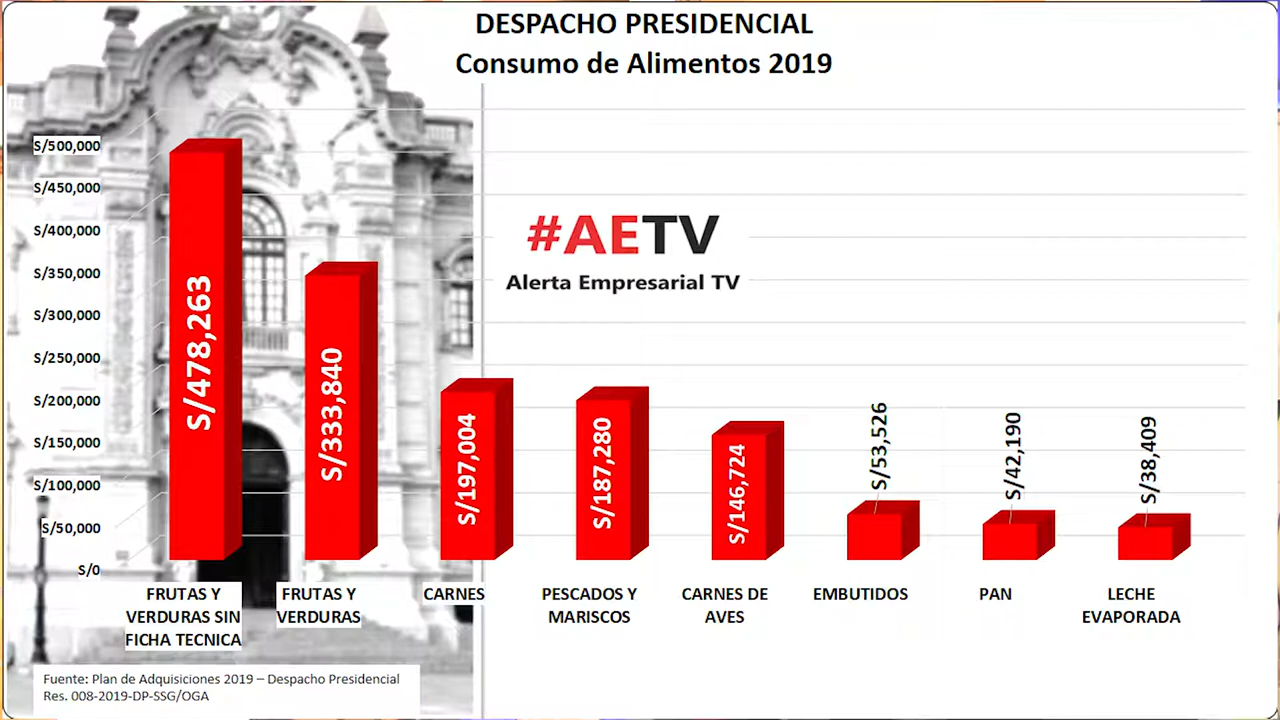 DESPACHO PRESIDENCIAL
Consumo de Alimentos 2019
S/500,000
S/450,000
S/400,000
S/350,000
S/300,000
S/250,000
S/200,000
S/150,000
S/100,000
S/50,000
S/0
#AETV
Alerta Empresarial TV
S/478,263
S/333,840
S/197,004
S/187,280
S/146,724
S/53,526
S/42,190
S/38,409
FRUTAS Y
VERDURAS SIN
FICHA TECNICA
FRUTAS Y
VERDURAS
CARNES
PESCADOS Y
MARISCOS
CARNES DE
AVES
EMBUTIDOS
PAN
LECHE
EVAPORADA
Fuente: Plan de Adquisiciones 2019 – Despacho Presidencial
Res. 008-2019-DP-SSG/OGA